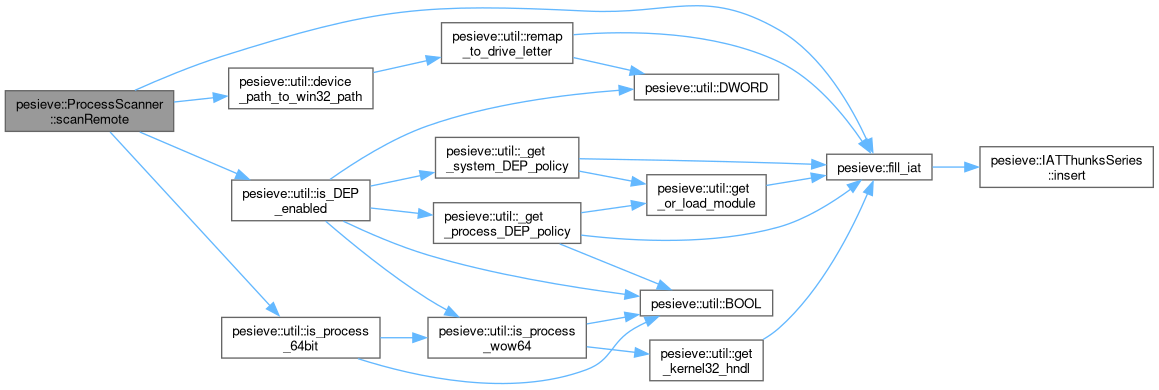 pesieve::ProcessScanner
::scanRemote
pesieve::util::device
_path_to_win32_path
pesieve::util::remap
_to_drive_letter
pesieve::util::DWORD
pesieve::util::is_DEP
_enabled
pesieve::util::_get
_system_DEP_policy
pesieve::util::_get
_process_DEP_policy
pesieve::util::get
_or_load_module
pesieve::fill_iat
pesieve::IATThunksSeries
::insert
pesieve::util::BOOL
pesieve::util::is_process
_64bit
pesieve::util::is_process
_wow64
pesieve::util::get
_kernel32_hndl